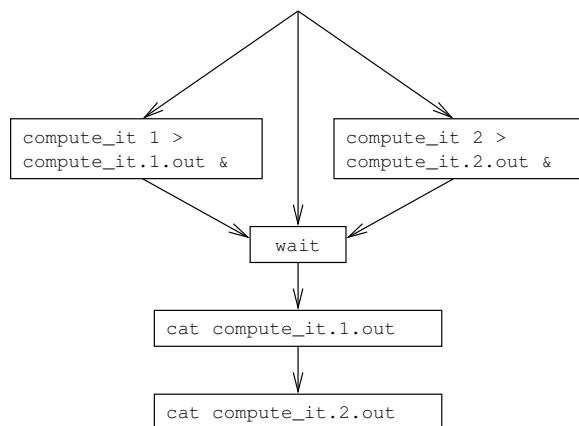 compute_it 1 >
compute_it.1.out &
compute_it 2 >
compute_it.2.out &
wait
cat compute_it.1.out
cat compute_it.2.out